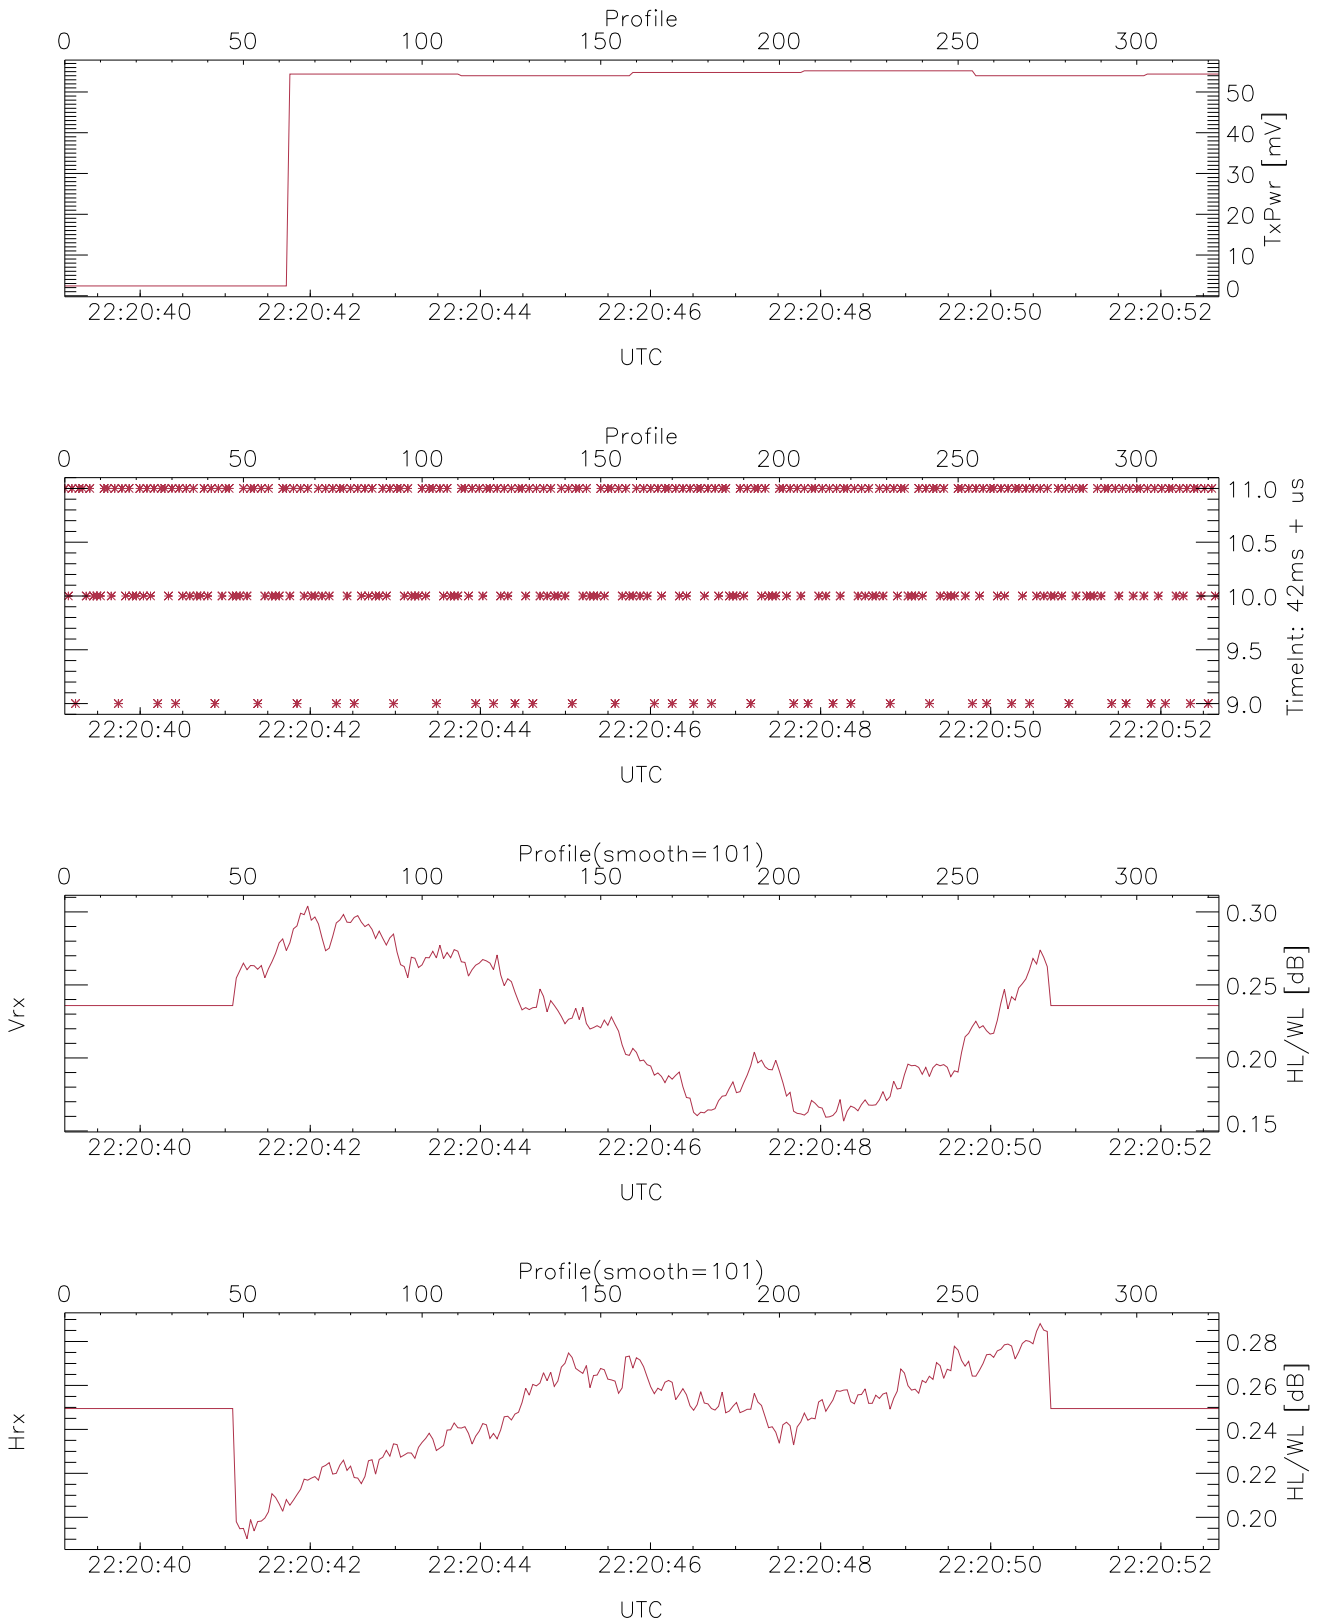 Profile
0 50 100 150 200 250 300
50
40
30
20
10
0
TxPwr [mV]
22:20:40 22:20:42 22:20:44 22:20:46 22:20:48 22:20:50 22:20:52
UTC
Profile
0 50 100 150 200 250 300
11.0
10.5
10.0
9.5
9.0
TimeInt: 42ms + us
22:20:40 22:20:42 22:20:44 22:20:46 22:20:48 22:20:50 22:20:52
UTC
Profile(smooth=101)
0 50 100 150 200 250 300
Vrx
0.30
0.25
0.20
0.15
HL/WL [dB]
22:20:40 22:20:42 22:20:44 22:20:46 22:20:48 22:20:50 22:20:52
UTC
Profile(smooth=101)
0 50 100 150 200 250 300
Hrx
0.28
0.26
0.24
0.22
0.20
HL/WL [dB]
22:20:40 22:20:42 22:20:44 22:20:46 22:20:48 22:20:50 22:20:52
UTC